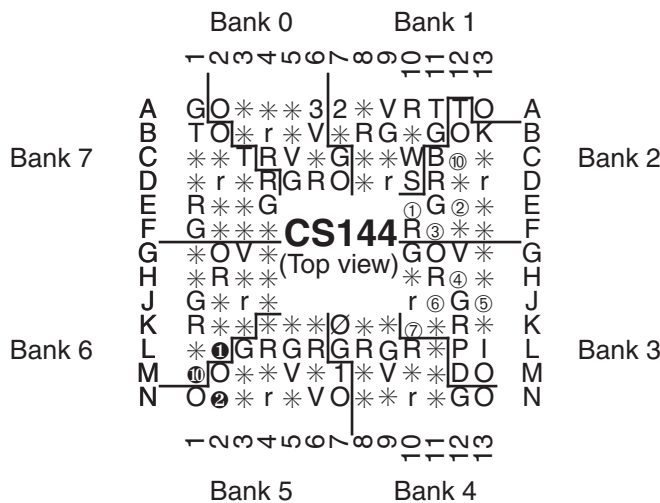 Bank 0 Bank 1
1 2 3 4 5 6 7 8 9 10 11 12 13
A G O * * * 3 2 * V R T T O A
B T O * r * V * R G * G O K B
Bank 7 C * * T R V * G * * W B ⑩ * C Bank 2
D * r * R G R O * r S R * r D
E R * * G ① G ② * E
F G * * * CS144 R ③ * * F
G * O V * (Top view) G O V * G
H * R * * * R ④ * H
J G * r * r ⑥ G ⑤ J
K R * * * * * Ø * * ⑦ * R * K
Bank 6 L * ❶ G R G R G R G R * P I L Bank 3
M ❿ O * * V * 1 * V * * D O M
N O ❷ * r * V O * * r * G O N
1 2 3 4 5 6 7 8 9 10 11 12 13
Bank 5 Bank 4